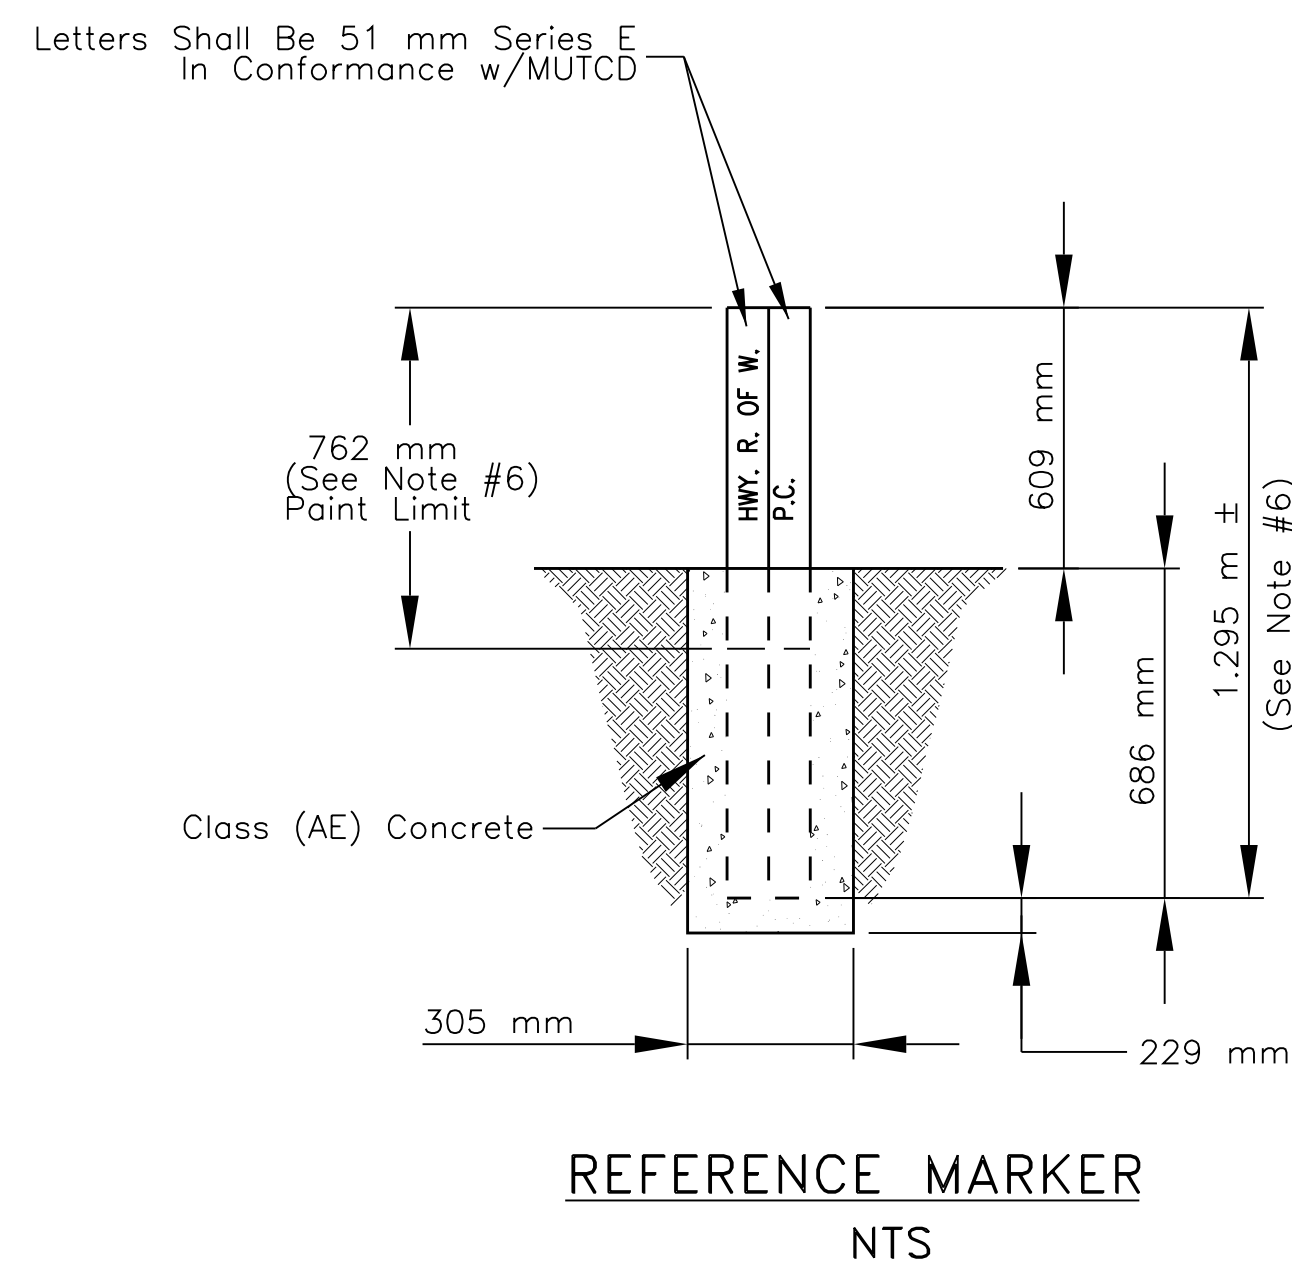 Letters Shall Be 51 mm Series E
In Conformance w/MUTCD
HWY. R. OF W.
P.C.
609 mm
762 mm
(See Note #6)
Paint Limit
1.295 m ±
(See Note #6)
686 mm
Class (AE) Concrete
305 mm
229 mm
REFERENCE MARKER
NTS